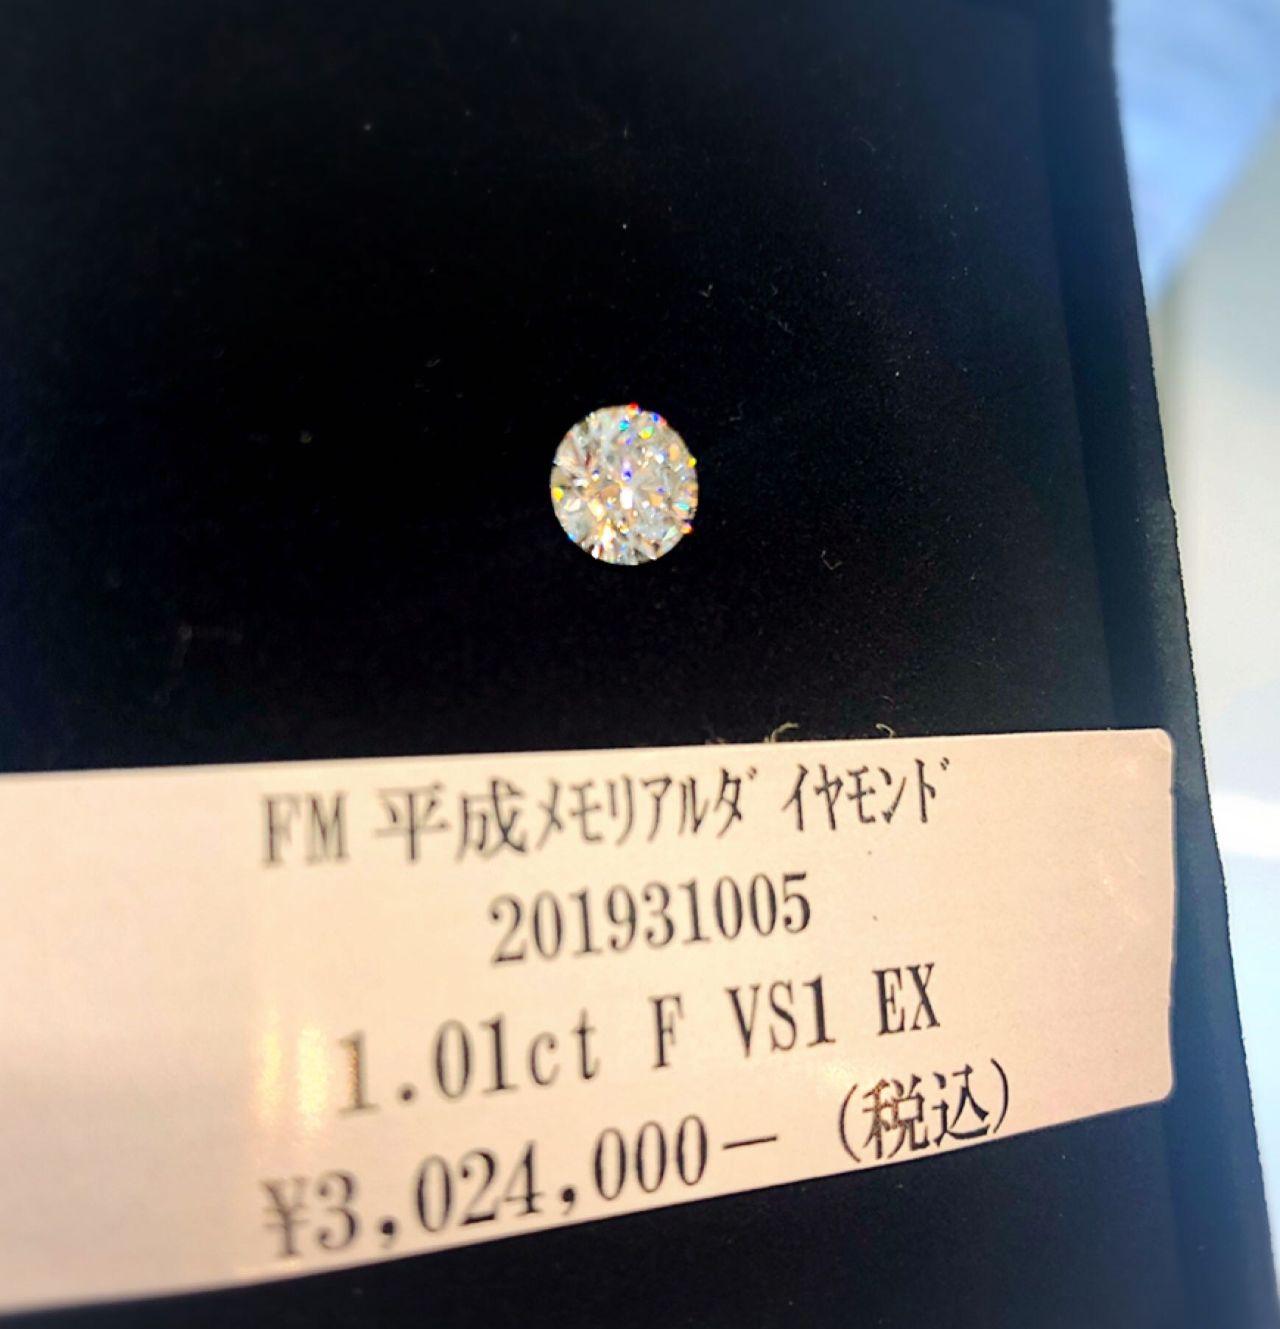 FM 平成ﾒﾓﾘｱﾙﾀﾞｲﾔﾓﾝﾄﾞ
201931005
1.01ct F VS1 EX
¥3,024,000－ (税込)